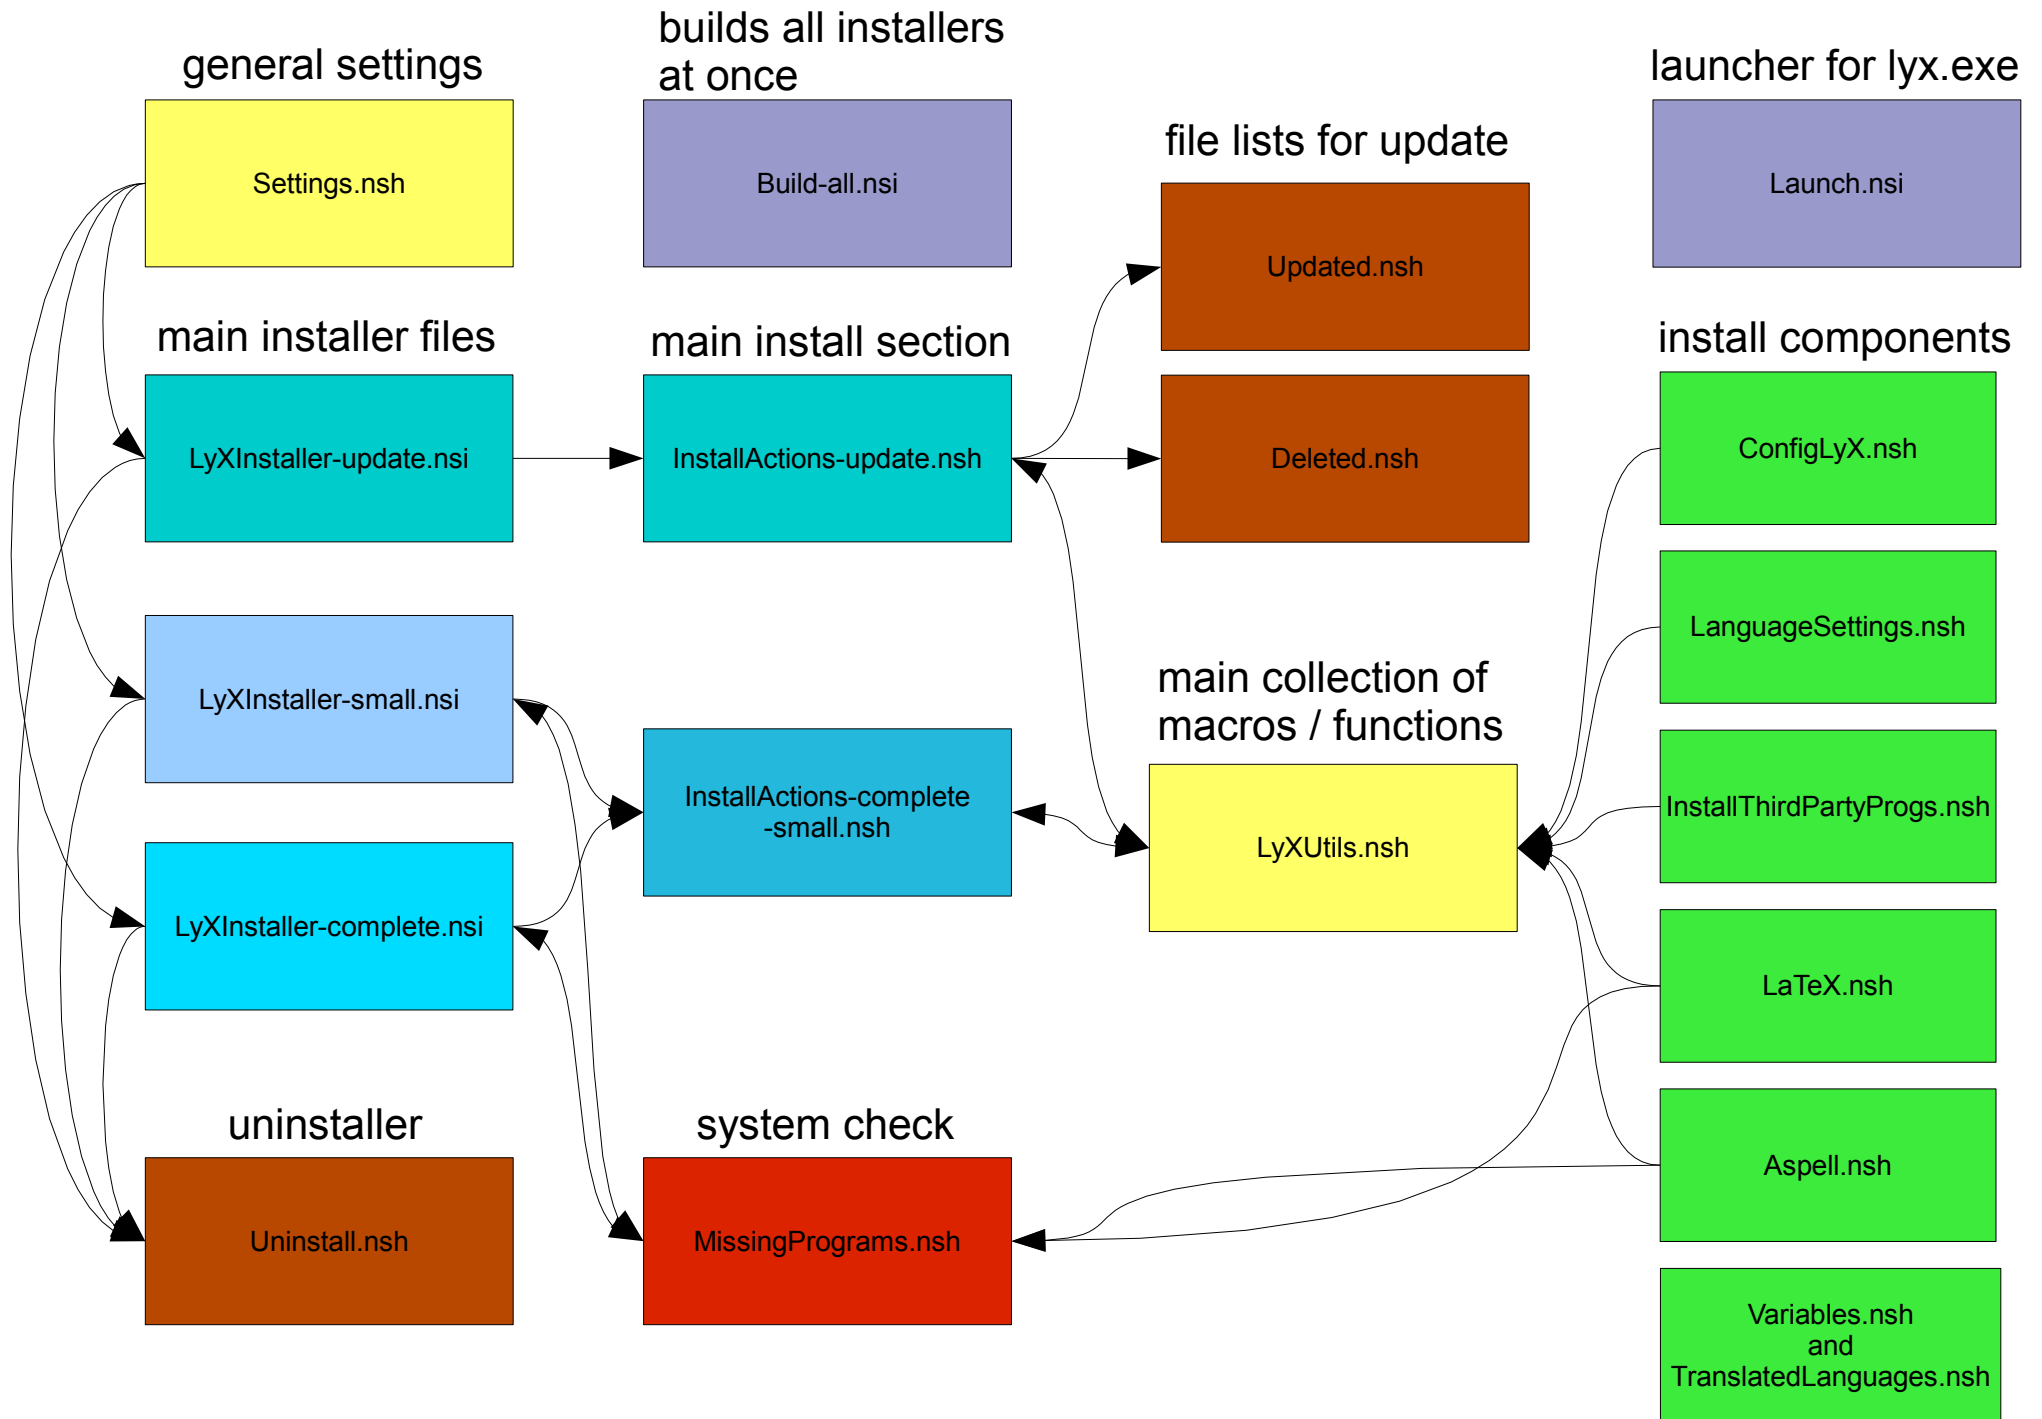 general settings
Settings.nsh
main installer files
LyXInstaller-update.nsi
LyXInstaller-small.nsi
LyXInstaller-complete.nsi
uninstaller
Uninstall.nsh
builds all installers
at once
Build-all.nsi
main install section
InstallActions-update.nsh
InstallActions-complete
-small.nsh
system check
MissingPrograms.nsh
file lists for update
Updated.nsh
Deleted.nsh
main collection of
macros / functions
LyXUtils.nsh
launcher for lyx.exe
Launch.nsi
install components
ConfigLyX.nsh
LanguageSettings.nsh
InstallThirdPartyProgs.nsh
LaTeX.nsh
Aspell.nsh
Variables.nsh
and
TranslatedLanguages.nsh